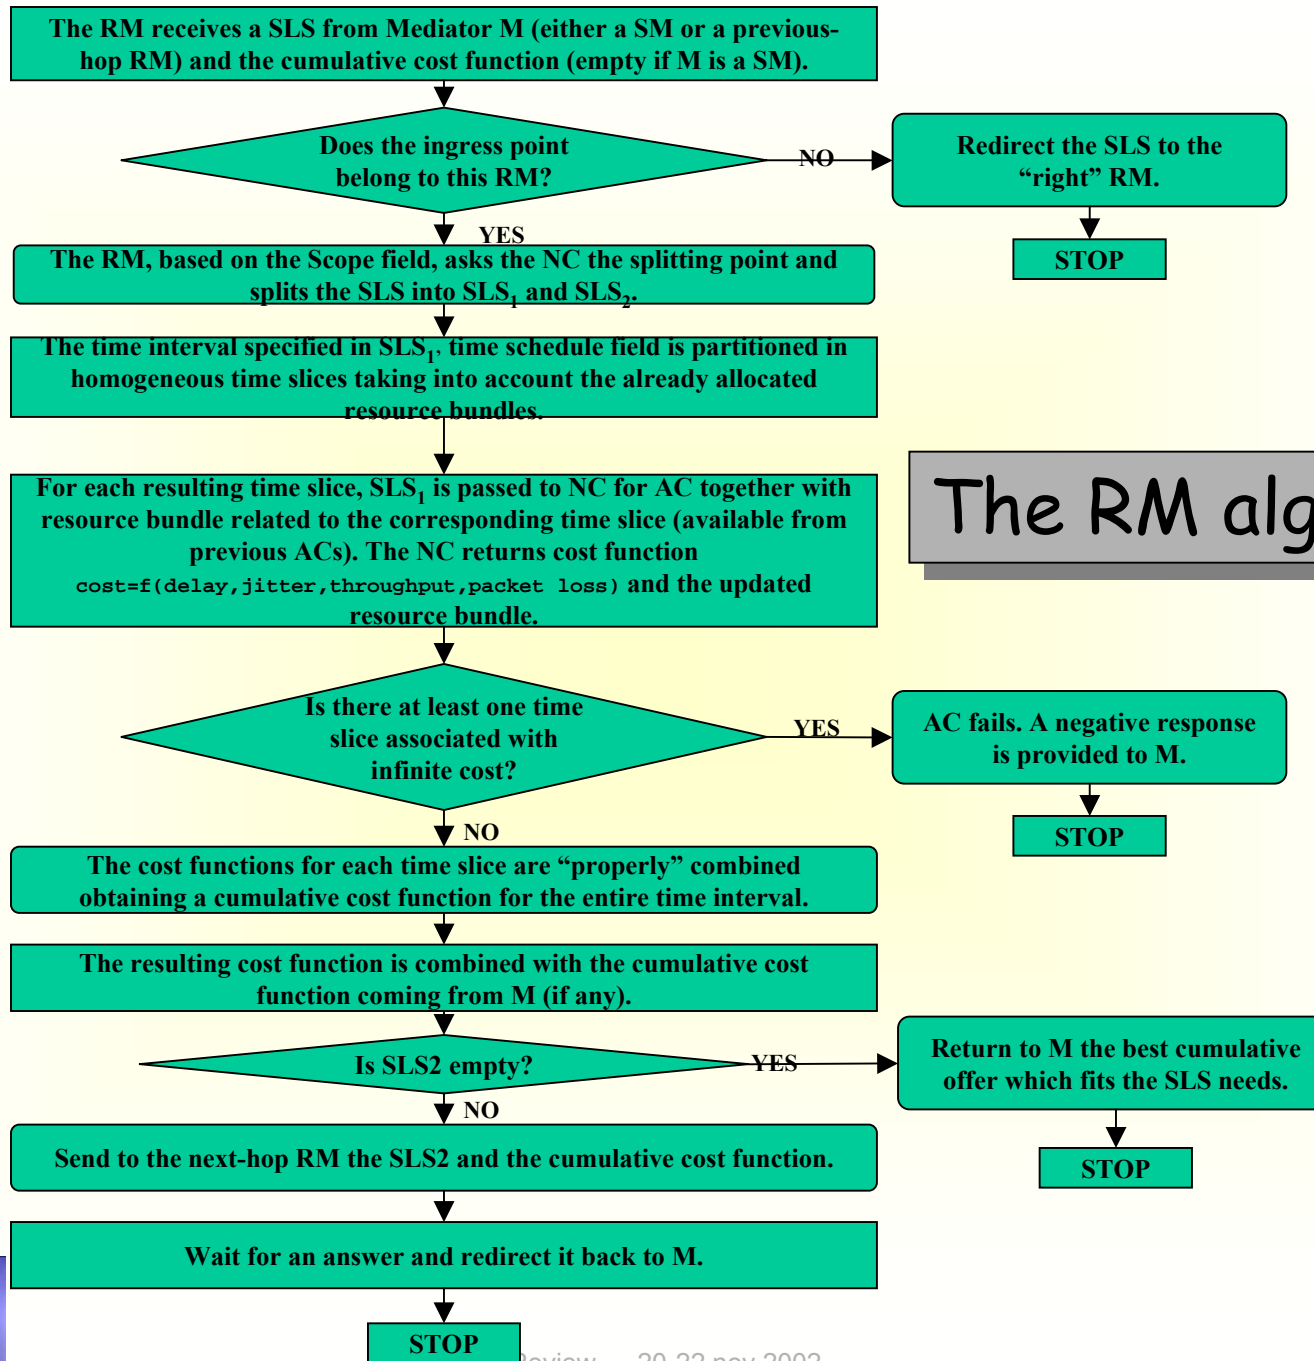 The RM receives a SLS from Mediator M (either a SM or a previous-
hop RM) and the cumulative cost function (empty if M is a SM).
Does the ingress point
belong to this RM?
NO
Redirect the SLS to the
“right” RM.
STOP
YES
The RM, based on the Scope field, asks the NC the splitting point and
splits the SLS into SLS1 and SLS2.
The time interval specified in SLS1, time schedule field is partitioned in
homogeneous time slices taking into account the already allocated
resource bundles.
The RM alg
For each resulting time slice, SLS1 is passed to NC for AC together with
resource bundle related to the corresponding time slice (available from
previous ACs). The NC returns cost function
cost=f(delay,jitter,throughput,packet loss) and the updated
resource bundle.
Is there at least one time
slice associated with
infinite cost?
YES
AC fails. A negative response
is provided to M.
STOP
NO
The cost functions for each time slice are “properly” combined
obtaining a cumulative cost function for the entire time interval.
The resulting cost function is combined with the cumulative cost
function coming from M (if any).
Is SLS2 empty?
YES
Return to M the best cumulative
offer which fits the SLS needs.
STOP
NO
Send to the next-hop RM the SLS2 and the cumulative cost function.
Wait for an answer and redirect it back to M.
STOP